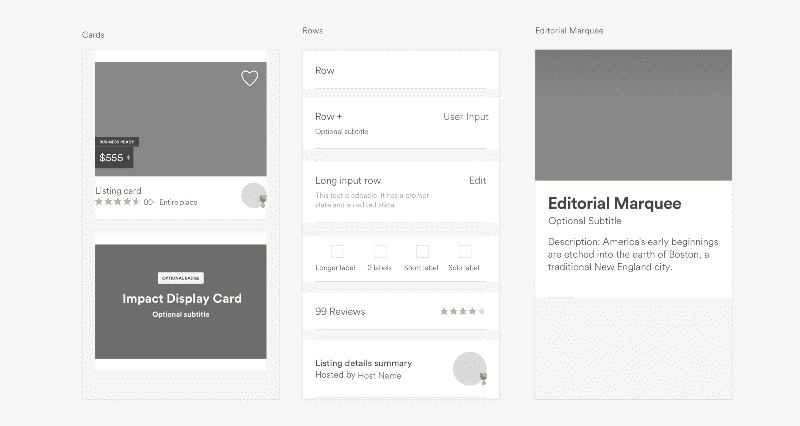 Cards
BUSINESS READY
$555
Listing card
00 · Entire place
OPTIONAL BADGE
Impact Display Card
Optional subtitle
Rows
Row
Row +
User Input
Optional subtitle
Long input row
Edit
This text is editable. It has a prompt
state and an edited state
Longer label
2 labels
Short label
Solo label
99 Reviews
Listing details summary
Hosted by Host Name
Editorial Marquee
Editorial Marquee
Optional Subtitle
Description: America's early beginnings
are etched into the earth of Boston, a
traditional New England city.